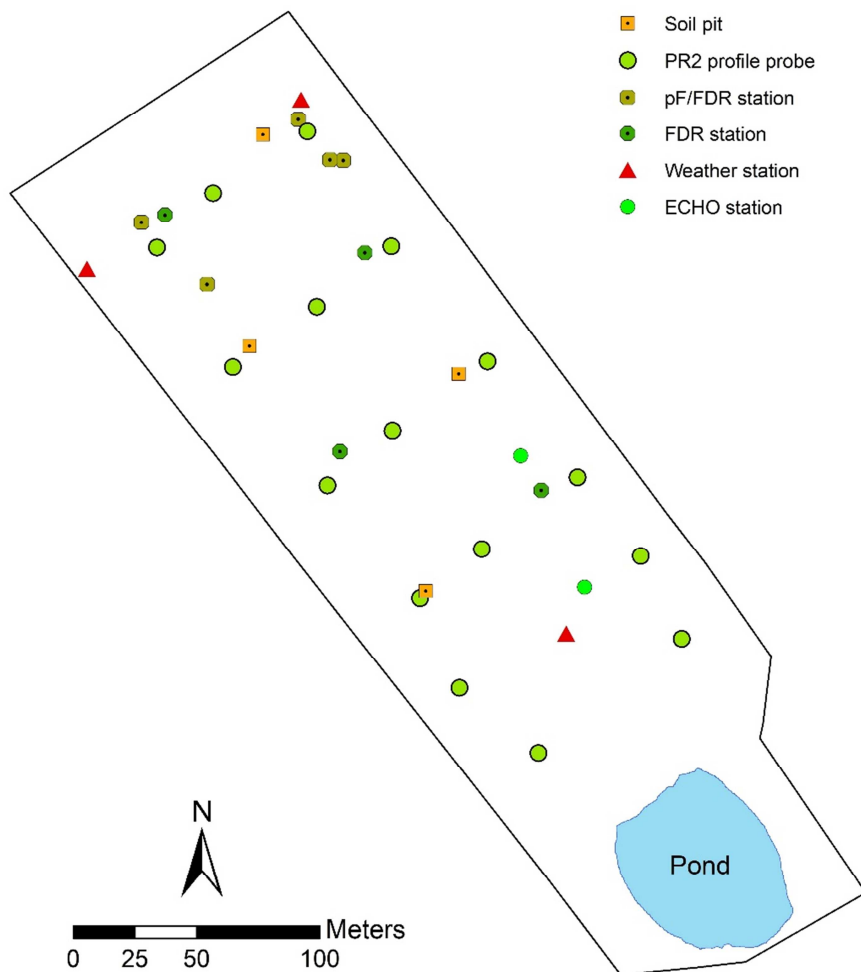 Soil pit
PR2 profile probe
pF/FDR station
FDR station
Weather station
ECHO station
Pond
N
Meters
0 25 50 100